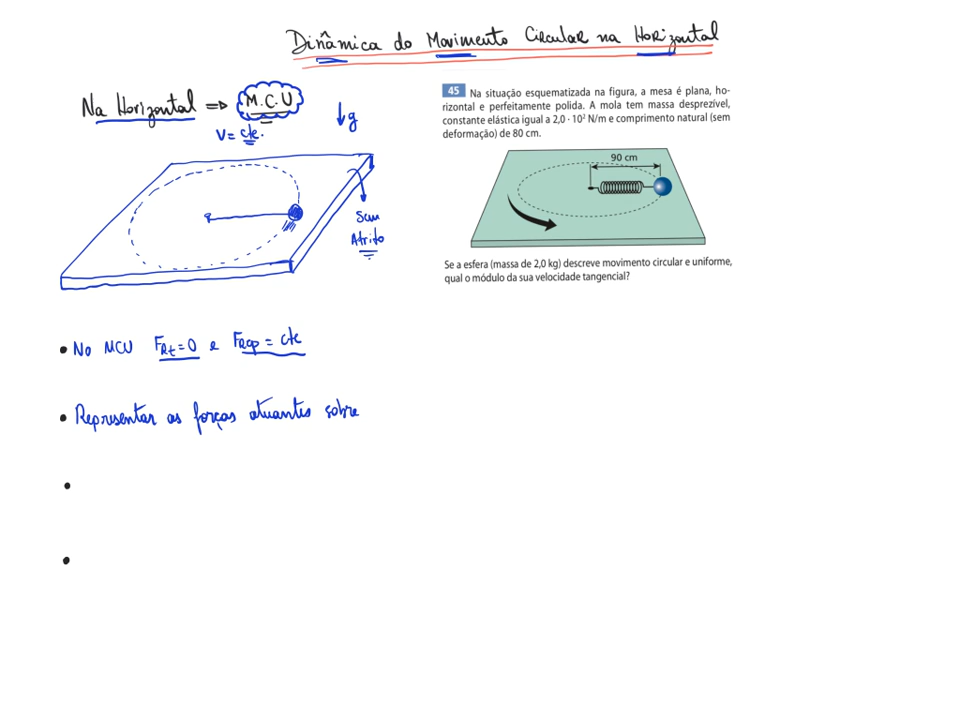 Dinâmica do Movimento Circular na Horizontal
Na Horizontal ⇒ M.C.U
V = cte.
↓g
Sem
Atrito
• No MCU FRt = 0 e FRcp = cte
• Representar as forças atuantes sobre
•
•
45 Na situação esquematizada na figura, a mesa é plana, ho-
rizontal e perfeitamente polida. A mola tem massa desprezível,
constante elástica igual a 2,0 · 10² N/m e comprimento natural (sem
deformação) de 80 cm.
90 cm
Se a esfera (massa de 2,0 kg) descreve movimento circular e uniforme,
qual o módulo da sua velocidade tangencial?